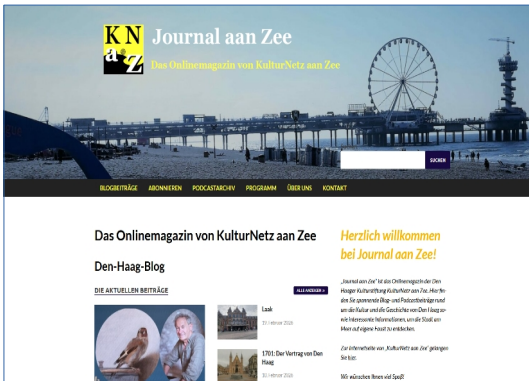 KN
a Z
Journal aan Zee
Das Onlinemagazin von KulturNetz aan Zee
SUCHEN
BLOGBEITRÄGE ABONNIEREN PODCASTARCHIV PROGRAMM ÜBER UNS KONTAKT
Das Onlinemagazin von KulturNetz aan Zee
Den-Haag-Blog
DIE AKTUELLEN BEITRÄGE
ALLE ANZEIGEN
Laak
1701: Der Vertrag von Den
Haag
Herzlich willkommen
bei Journal aan Zee!
„Journal aan Zee" ist das Onlinemagazin der Den
Haager Kulturstiftung KulturNetz aan Zee. Hier fin-
den Sie spannende Blog- und Podcastbeiträge rund
um die Kultur und die Geschichte von Den Haag so-
wie interessante Informationen, um die Stadt am
Meer auf eigene Faust zu entdecken.
Zur Internetseite von „KulturNetz aan Zee" gelangen
Sie hier.
Wir wünschen Ihnen viel Spaß!